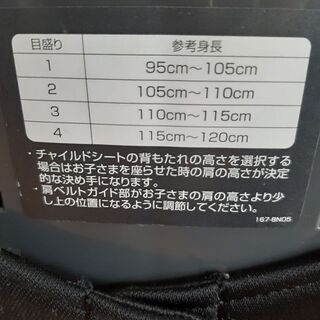 目盛り 参考身長
1 95cm～105cm
2 105cm～110cm
3 110cm～115cm
4 115cm～120cm
・チャイルドシートの背もたれの高さを選択する
場合はお子さまを座らせた時の肩の高さが決定
的な決め手になります。
・肩ベルトガイド部がお子さまの肩の高さより少
し上の位置になるように調節してください。
167-8N05